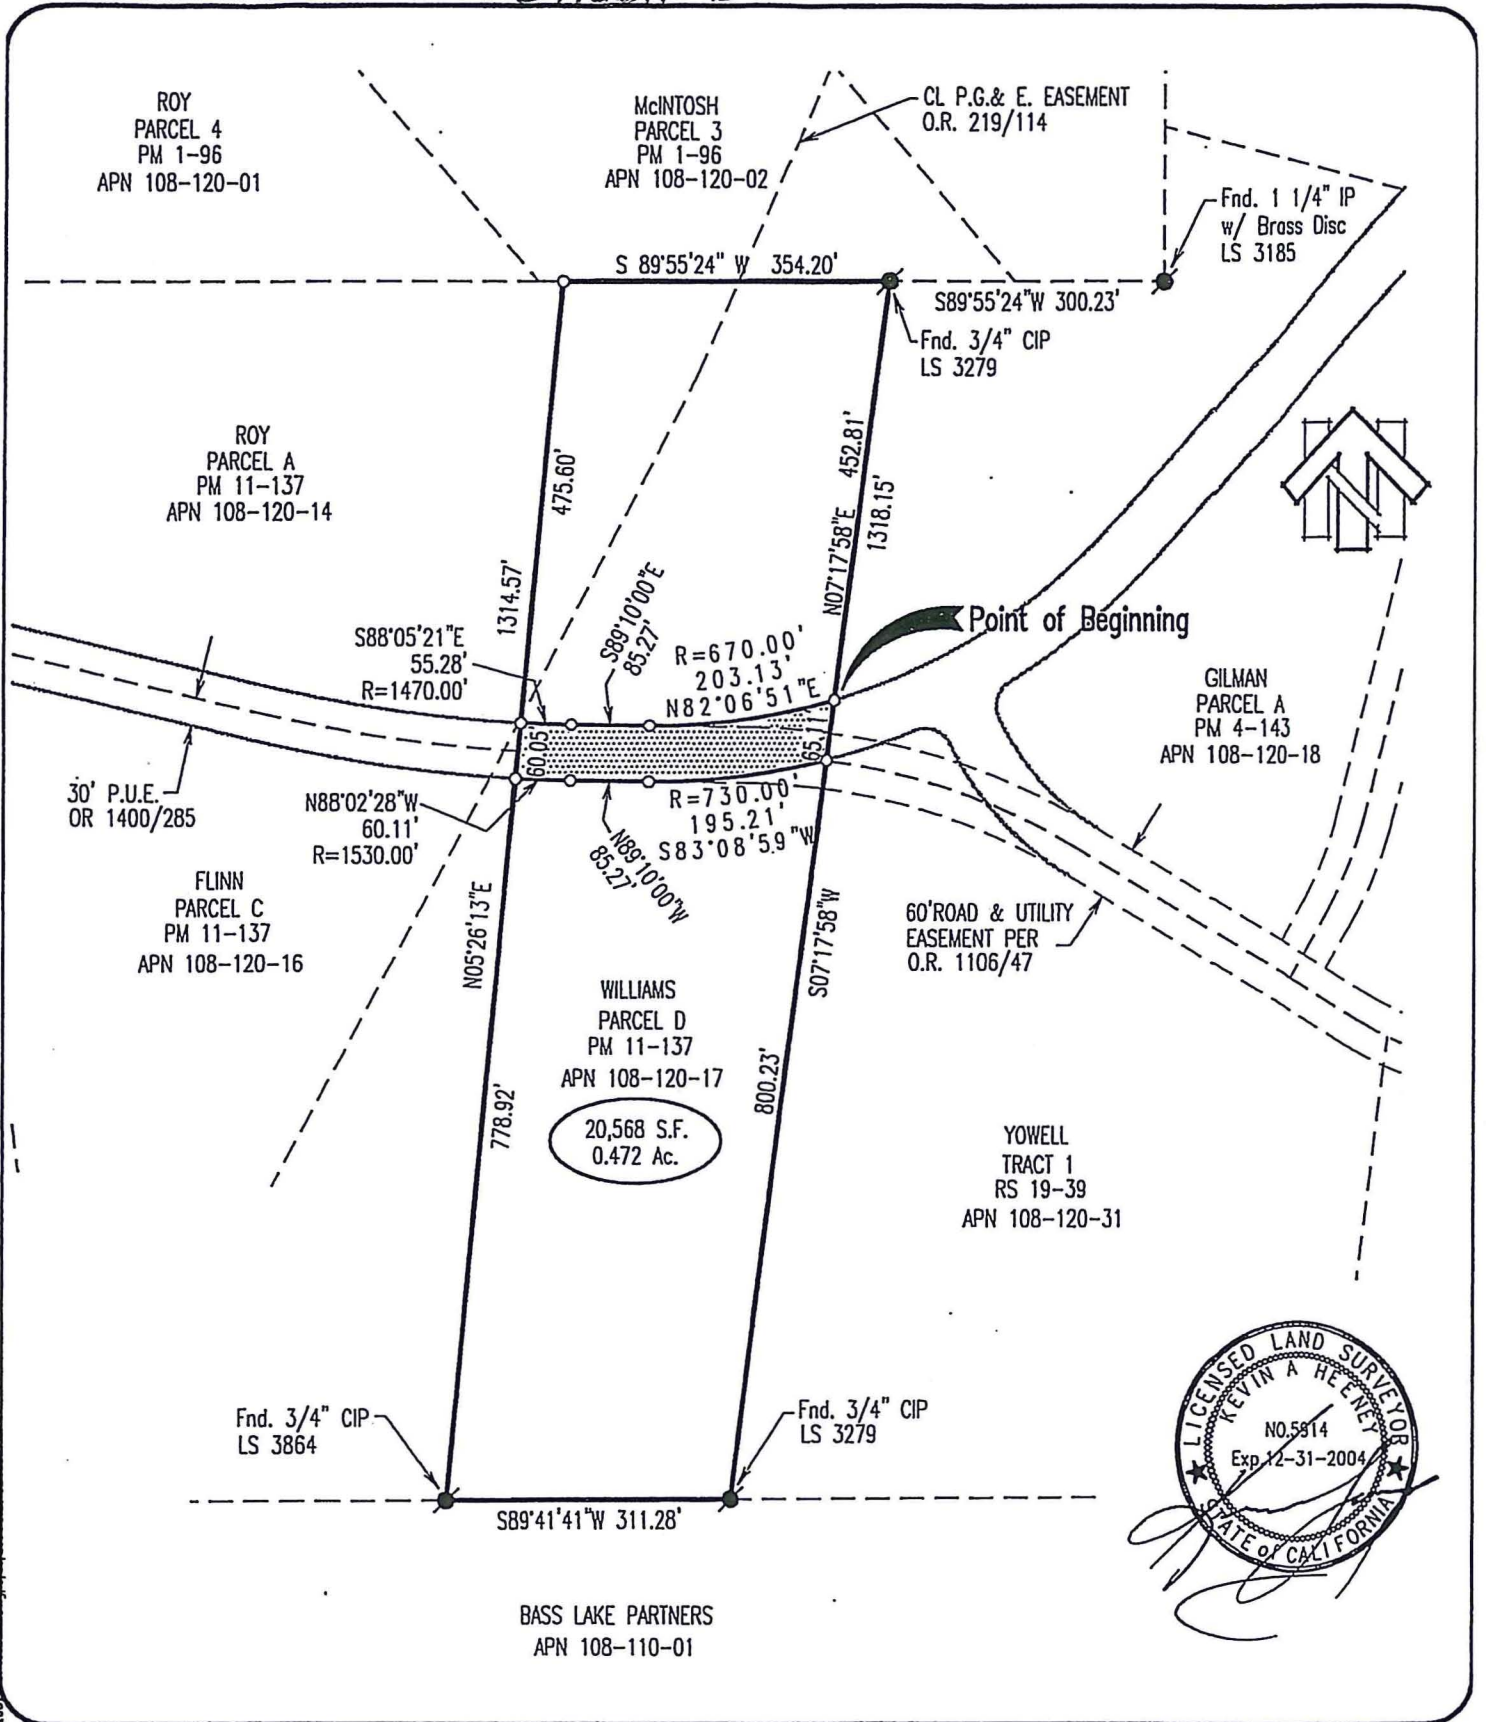 ROY
PARCEL 4
PM 1-96
APN 108-120-01
McINTOSH
PARCEL 3
PM 1-96
APN 108-120-02
CL P.G.& E. EASEMENT
O.R. 219/114
Fnd. 1 1/4" IP
w/ Brass Disc
LS 3185
S 89°55'24" W 354.20'
S89°55'24"W 300.23'
Fnd. 3/4" CIP
LS 3279
ROY
PARCEL A
PM 11-137
APN 108-120-14
475.60'
1314.57'
N07°17'58"E 452.81'
1318.15'
Point of Beginning
S88°05'21"E
55.28'
R=1470.00'
S89°10'00"E
85.27'
R=670.00'
203.13'
N82°06'51"E
60.05'
65.11'
GILMAN
PARCEL A
PM 4-143
APN 108-120-18
30' P.U.E.
OR 1400/285
N88°02'28"W
60.11'
R=1530.00'
N89°10'00"W
85.27'
R=730.00'
195.21'
S83°08'59"W
FLINN
PARCEL C
PM 11-137
APN 108-120-16
N05°26'13"E
778.92'
S07°17'58"W
800.23'
60'ROAD & UTILITY
EASEMENT PER
O.R. 1106/47
WILLIAMS
PARCEL D
PM 11-137
APN 108-120-17
20,568 S.F.
0.472 Ac.
YOWELL
TRACT 1
RS 19-39
APN 108-120-31
Fnd. 3/4" CIP
LS 3864
Fnd. 3/4" CIP
LS 3279
S89°41'41"W 311.28'
LICENSED LAND SURVEYOR
KEVIN A HEENEY
NO.5914
Exp.12-31-2004
STATE of CALIFORNIA
BASS LAKE PARTNERS
APN 108-110-01